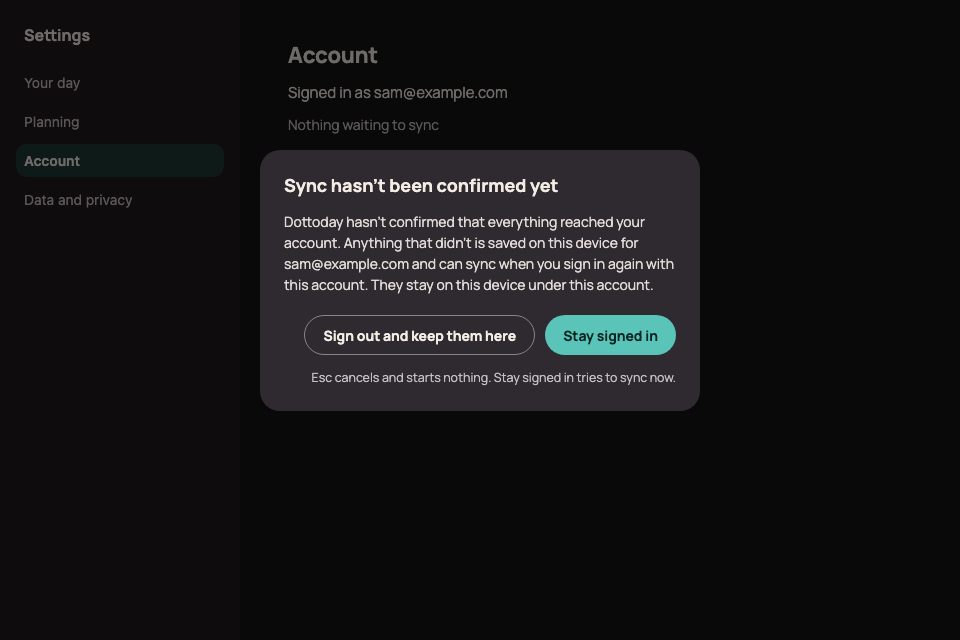 Settings
Your day
Planning
Account
Data and privacy
Account
Signed in as sam@example.com
Nothing waiting to sync
Sync hasn’t been confirmed yet
Dottoday hasn’t confirmed that everything reached your
account. Anything that didn’t is saved on this device for
sam@example.com and can sync when you sign in again with
this account. They stay on this device under this account.
Sign out and keep them here
Stay signed in
Esc cancels and starts nothing. Stay signed in tries to sync now.